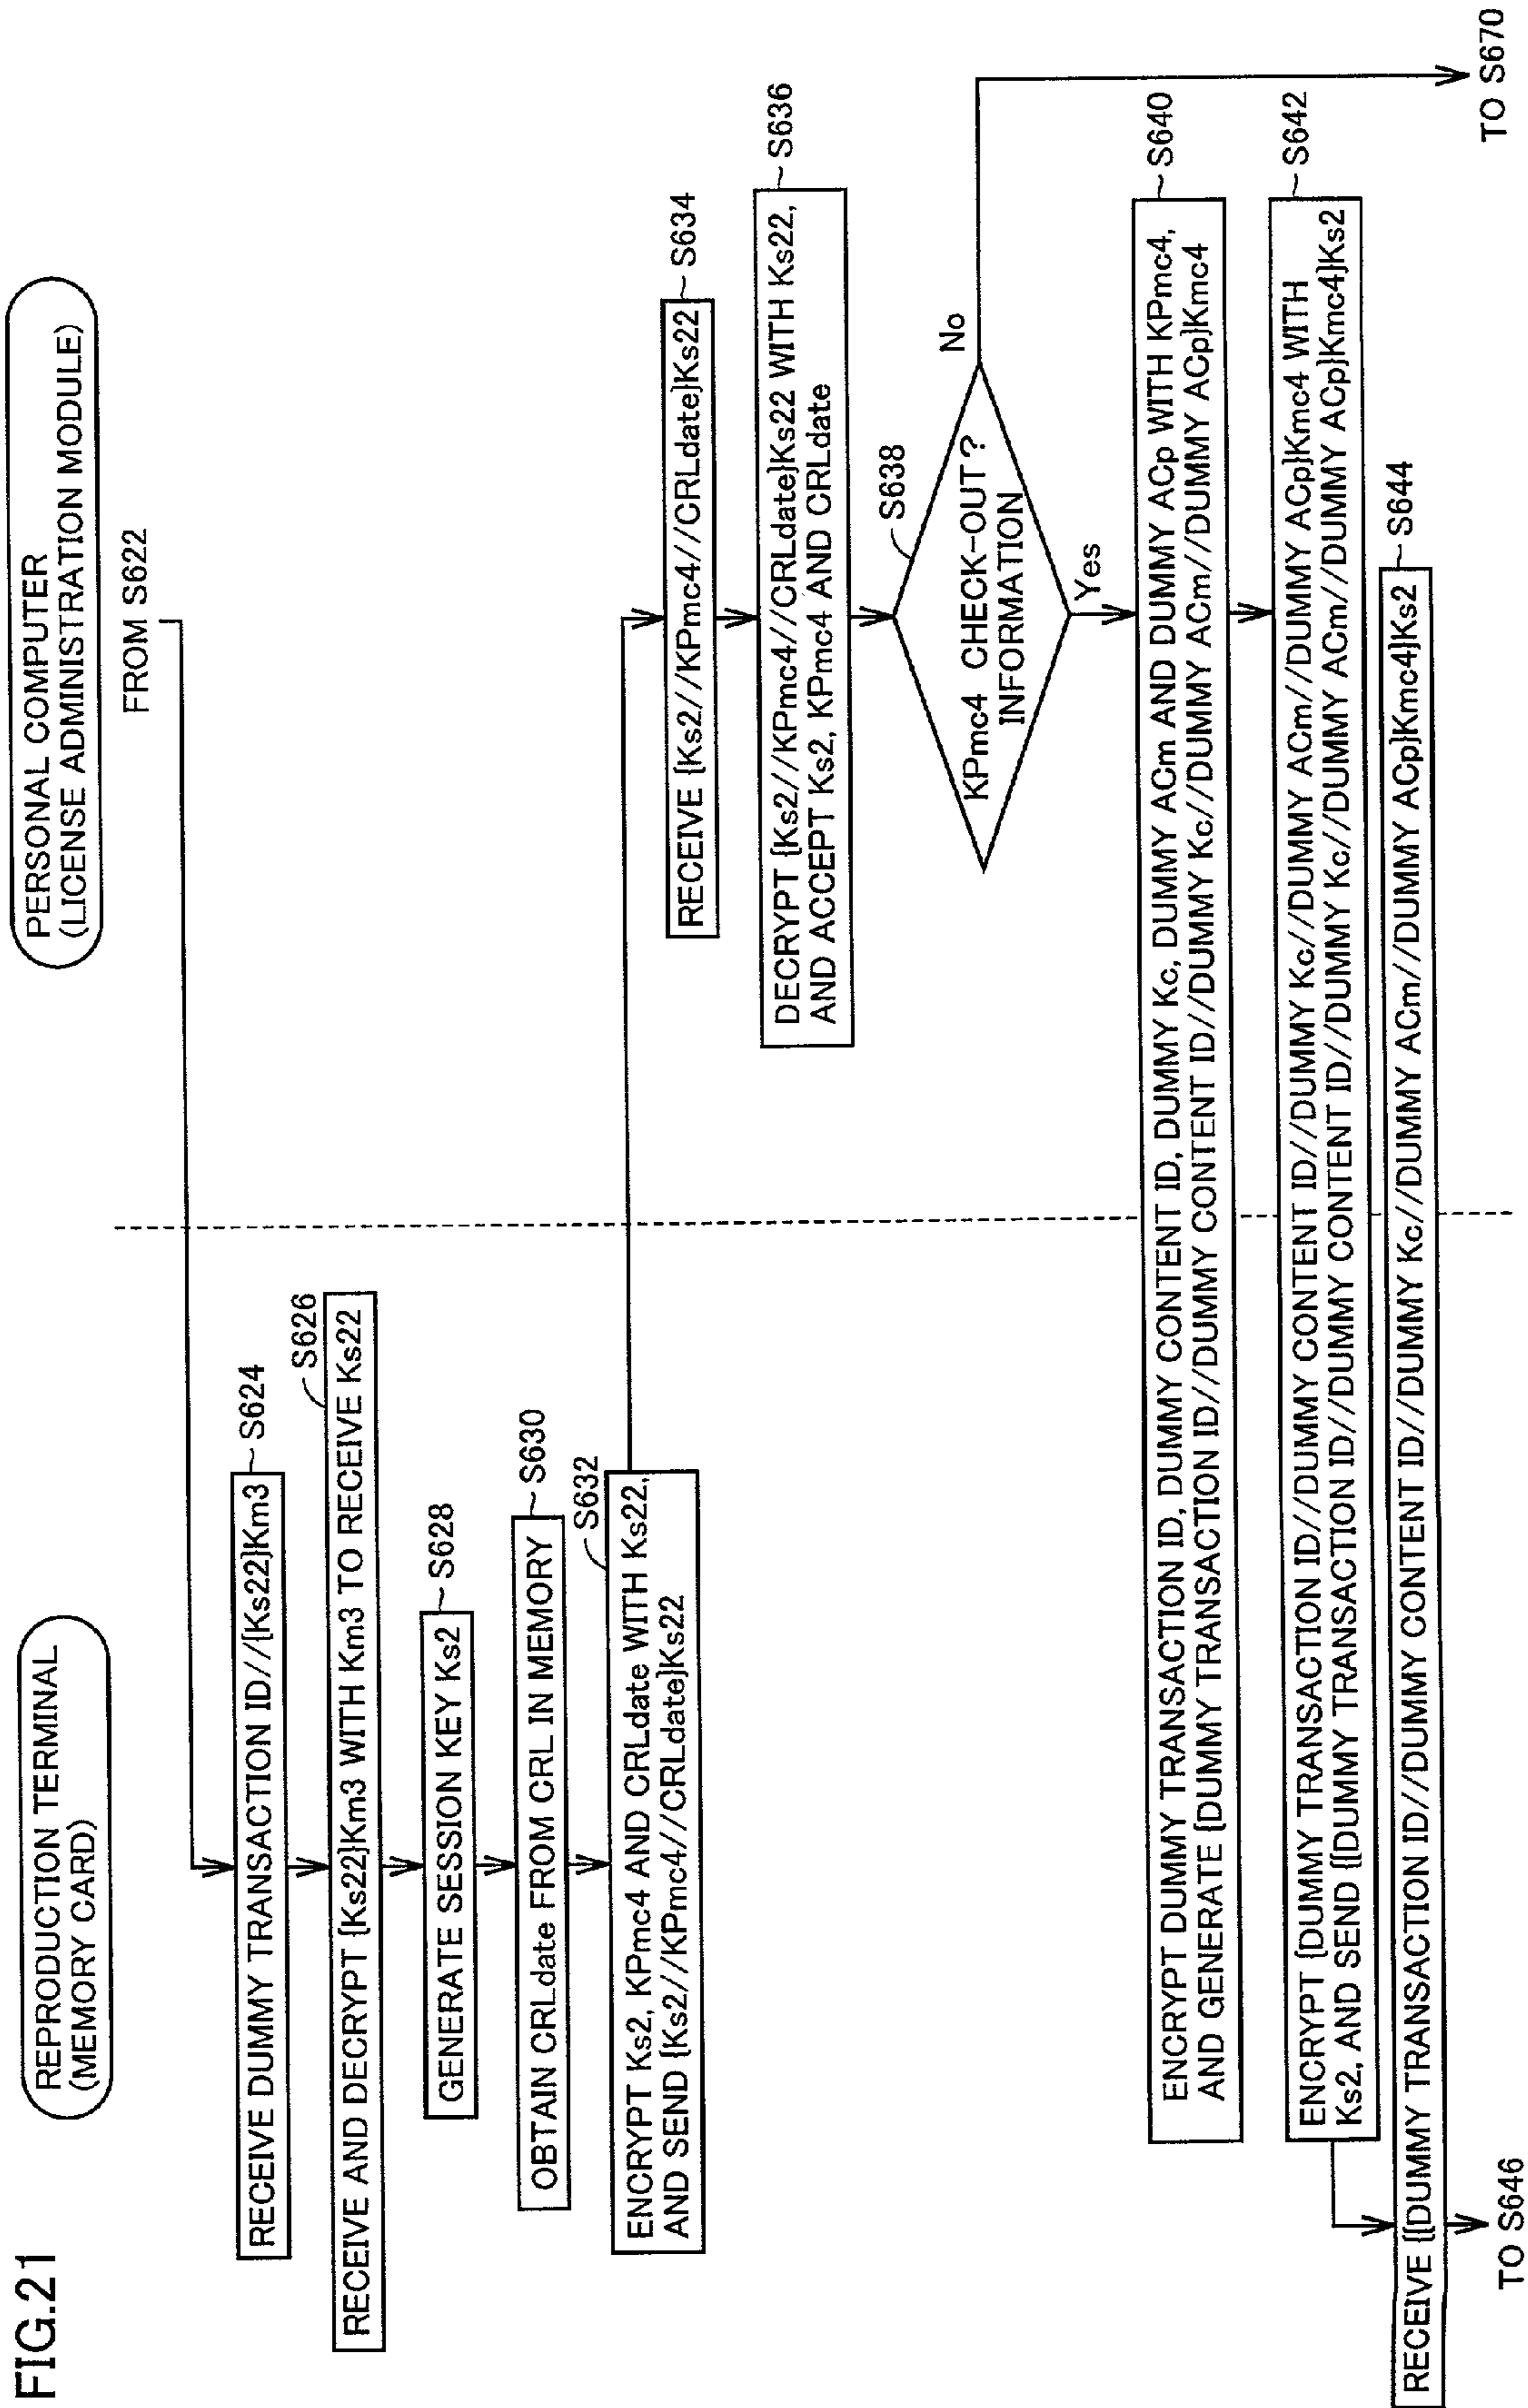 FIG.21
REPRODUCTION TERMINAL
(MEMORY CARD)
PERSONAL COMPUTER
(LICENSE ADMINISTRATION MODULE)
FROM S622
RECEIVE DUMMY TRANSACTION ID//{Ks22}Km3
S624
S626
RECEIVE AND DECRYPT {Ks22}Km3 WITH Km3 TO RECEIVE Ks22
GENERATE SESSION KEY Ks2
S628
OBTAIN CRLdate FROM CRL IN MEMORY
S630
S632
ENCRYPT Ks2, KPmc4 AND CRLdate WITH Ks22,
AND SEND {Ks2//KPmc4//CRLdate}Ks22
RECEIVE {Ks2//KPmc4//CRLdate}Ks22
S634
DECRYPT {Ks2//KPmc4//CRLdate}Ks22 WITH Ks22,
AND ACCEPT Ks2, KPmc4 AND CRLdate
S636
S638
KPmc4 CHECK-OUT?
INFORMATION
No
Yes
ENCRYPT DUMMY TRANSACTION ID, DUMMY CONTENT ID, DUMMY Kc, DUMMY ACm AND DUMMY ACp WITH KPmc4,
AND GENERATE {DUMMY TRANSACTION ID//DUMMY CONTENT ID//DUMMY Kc//DUMMY ACm//DUMMY ACp}Kmc4
S640
ENCRYPT {DUMMY TRANSACTION ID//DUMMY CONTENT ID//DUMMY Kc//DUMMY ACm//DUMMY ACp}Kmc4 WITH
Ks2, AND SEND {{DUMMY TRANSACTION ID//DUMMY CONTENT ID//DUMMY Kc//DUMMY ACm//DUMMY ACp}Kmc4}Ks2
S642
RECEIVE {{DUMMY TRANSACTION ID//DUMMY CONTENT ID//DUMMY Kc//DUMMY ACm//DUMMY ACp}Kmc4}Ks2
S644
TO S646
TO S670